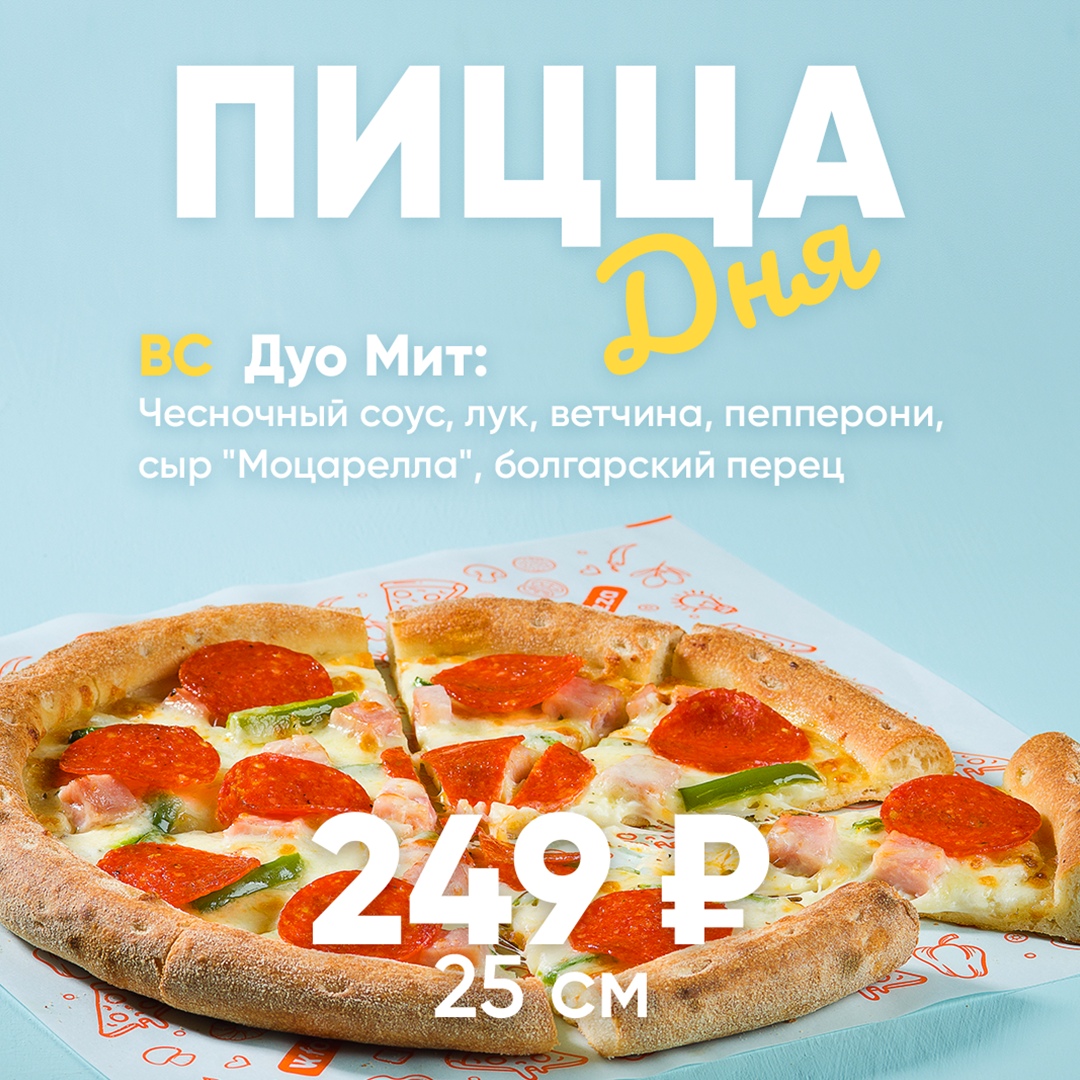 ПИЦЦА
Дня
ВС Дуо Мит:
Чесночный соус, лук, ветчина, пепперони,
сыр "Моцарелла", болгарский перец
249 ₽
25 см